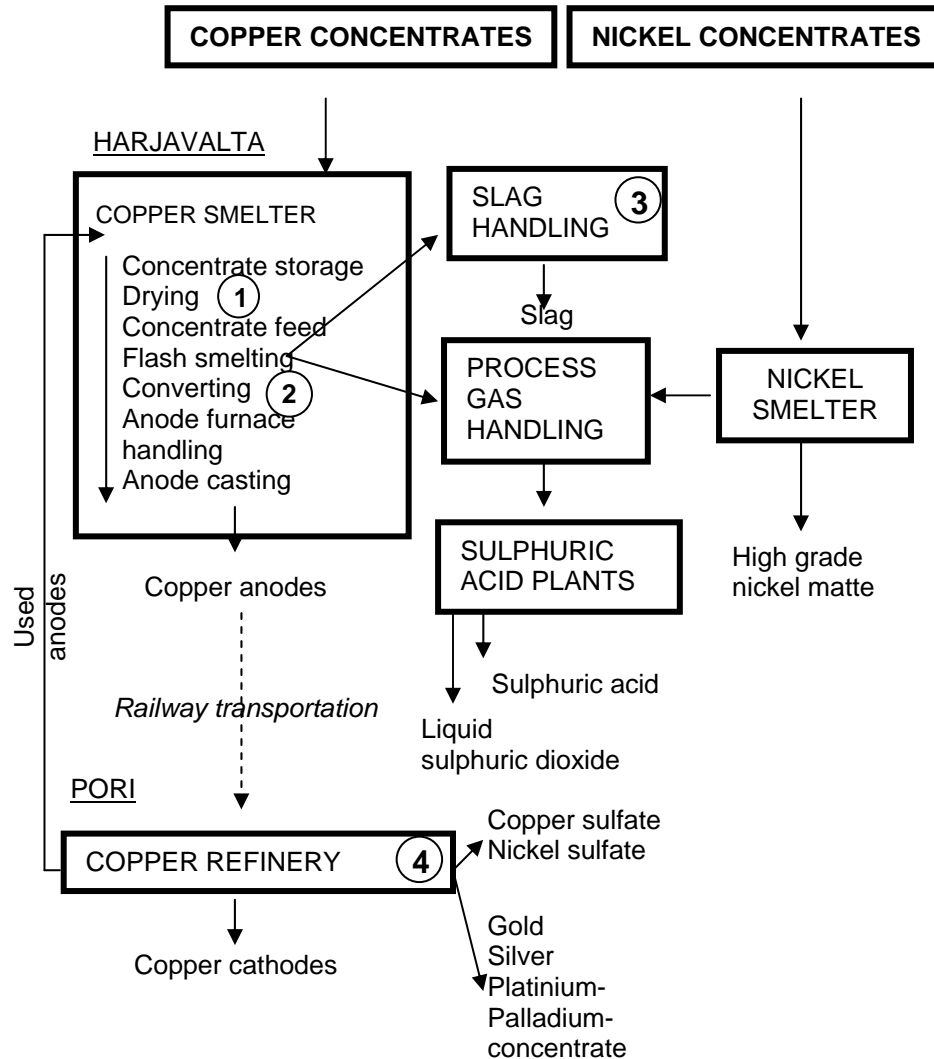 COPPER CONCENTRATES
NICKEL CONCENTRATES
HARJAVALTA
COPPER SMELTER
Concentrate storage
Drying
1
Concentrate feed
Flash smelting
Converting
2
Anode furnace
handling
Anode casting
SLAG
HANDLING
3
Slag
PROCESS
GAS
HANDLING
NICKEL
SMELTER
SULPHURIC
ACID PLANTS
High grade
nickel matte
Copper anodes
Used
anodes
Sulphuric acid
Railway transportation
Liquid
sulphuric dioxide
PORI
COPPER REFINERY
4
Copper sulfate
Nickel sulfate
Copper cathodes
Gold
Silver
Platinium-
Palladium-
concentrate